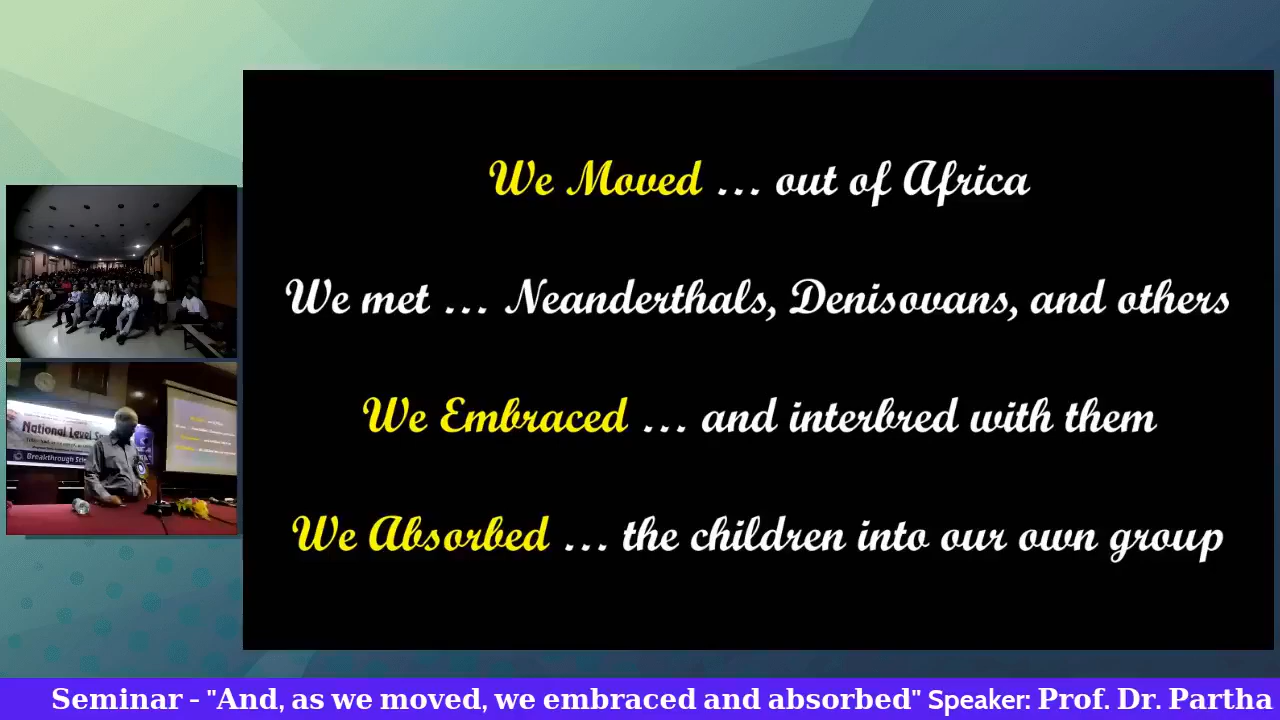 We Moved ... out of Africa
We met ... Neanderthals, Denisovans, and others
We Embraced ... and interbred with them
We Absorbed ... the children into our own group
National Level S
Breakthrough Sci
Seminar - "And, as we moved, we embraced and absorbed" Speaker: Prof. Dr. Partha